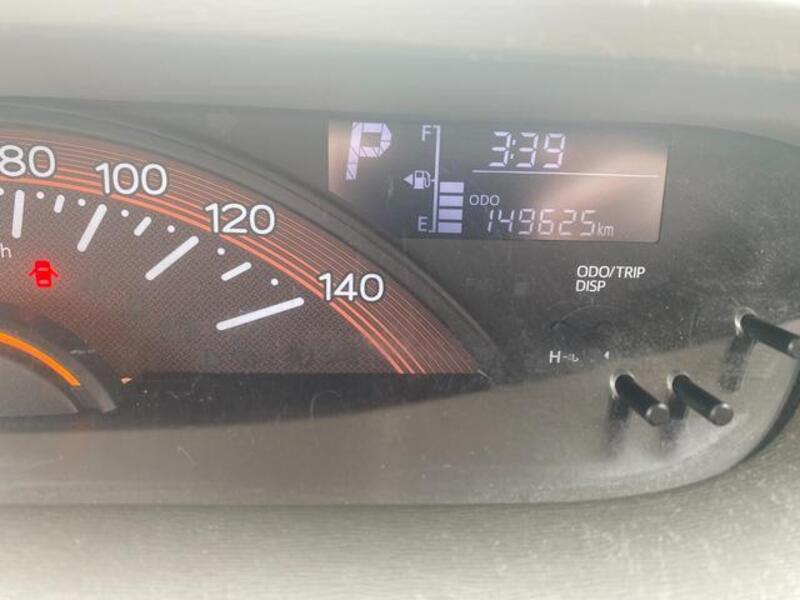 80
100
120
140
h
P
F
3:39
E
ODO
149625km
ODO/TRIP
DISP
H